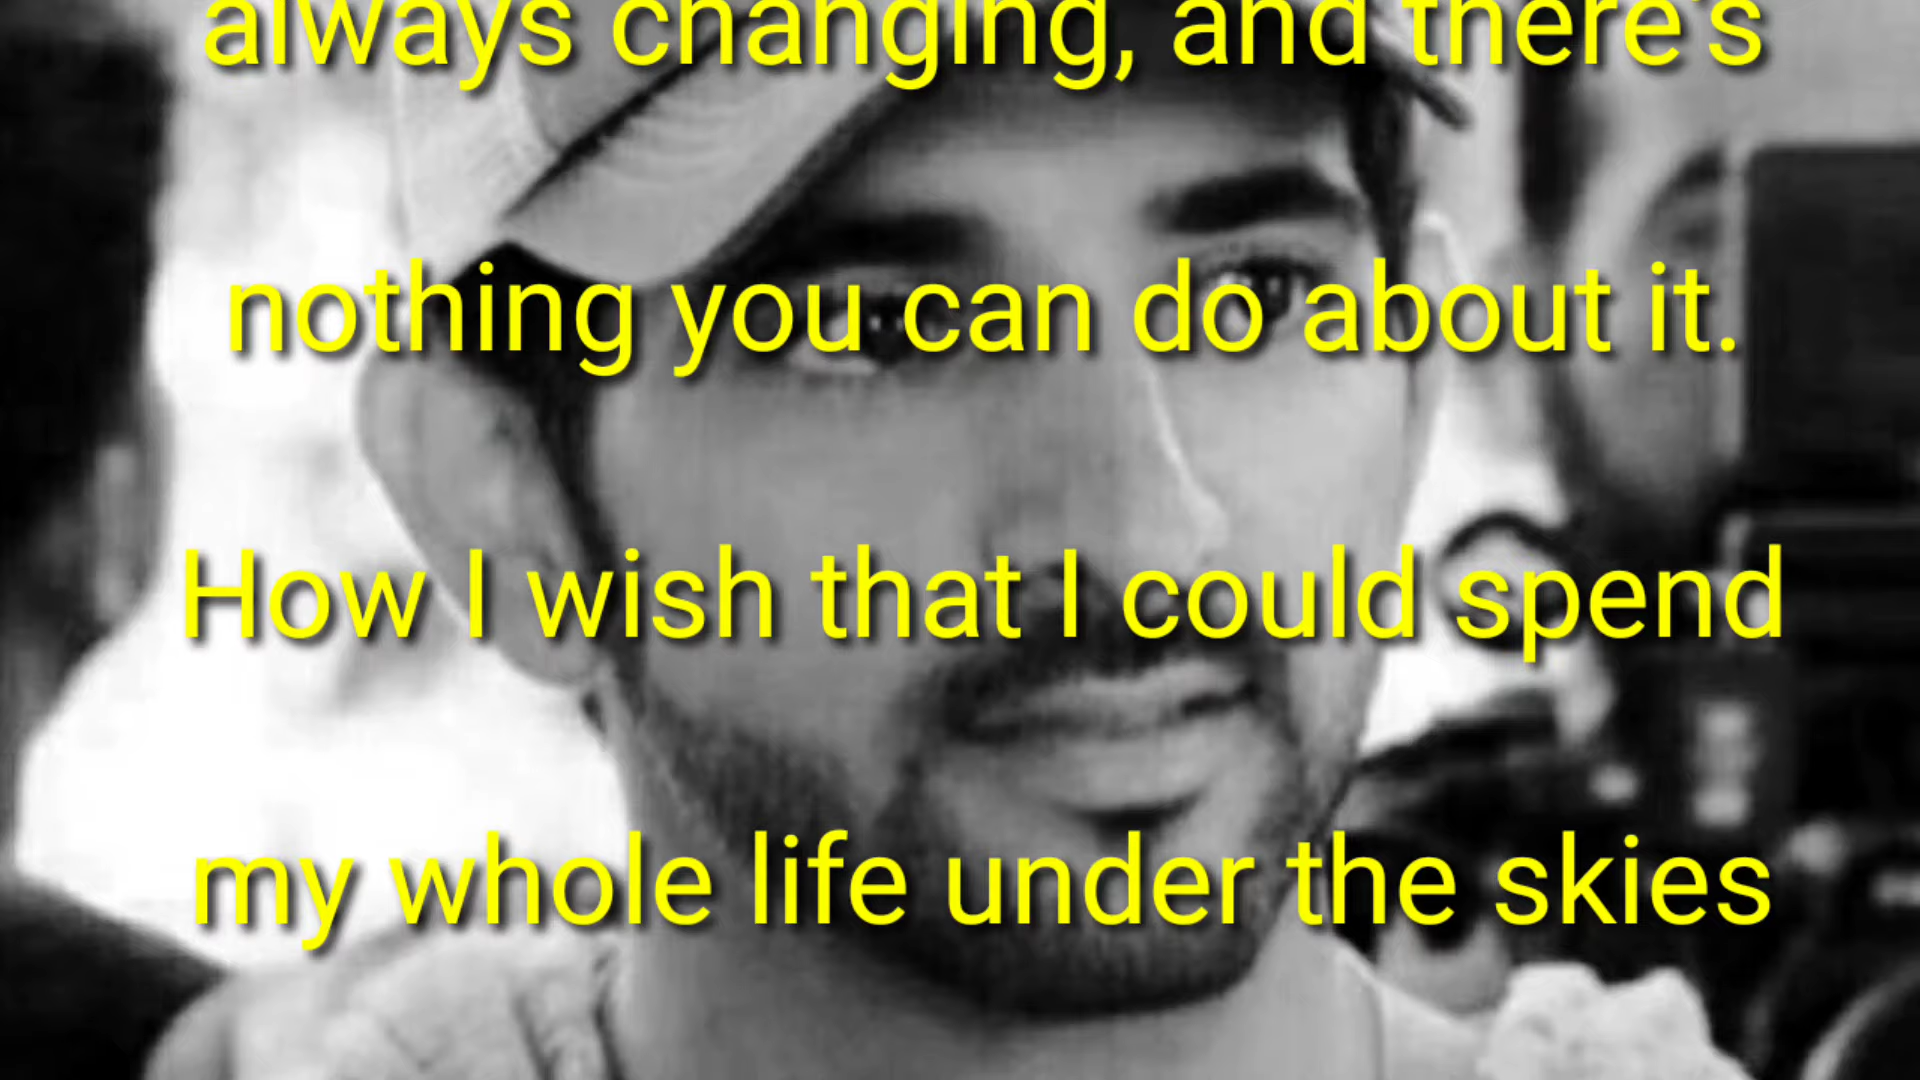 always changing, and there's
nothing you can do about it.
How I wish that I could spend
my whole life under the skies